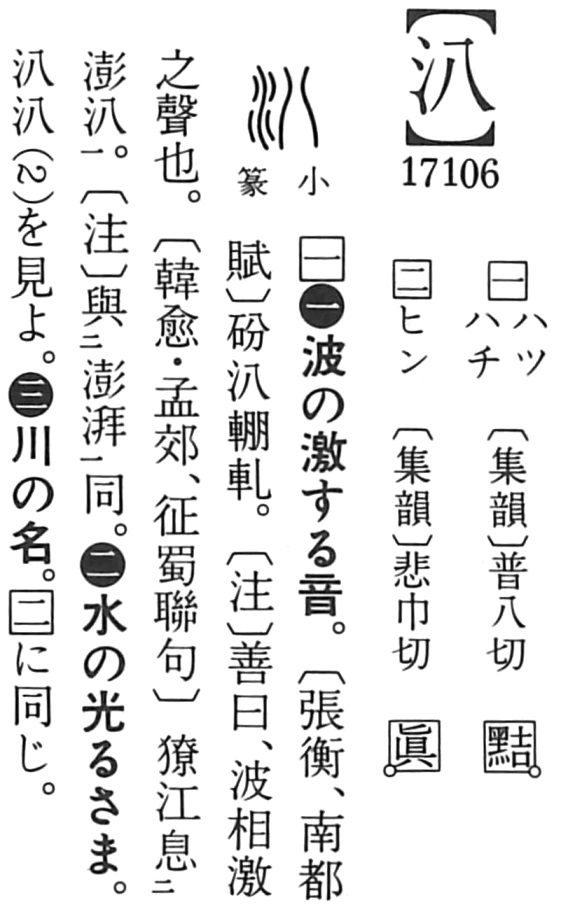 【汃】
17106
一 ハツ
ハチ
〔集韻〕普八切 黠
二 ヒン 〔集韻〕悲巾切 眞
小
篆
一❶波の激する音。〔張衡、南都
賦〕砏汃輣軋。〔注〕善曰、波相激
之聲也。〔韓愈・孟郊、征蜀聯句〕獠江息㆓
澎汃㆒。〔注〕與㆓澎湃㆒同。❷水の光るさま。
汃汃(2)を見よ。❸川の名。二に同じ。